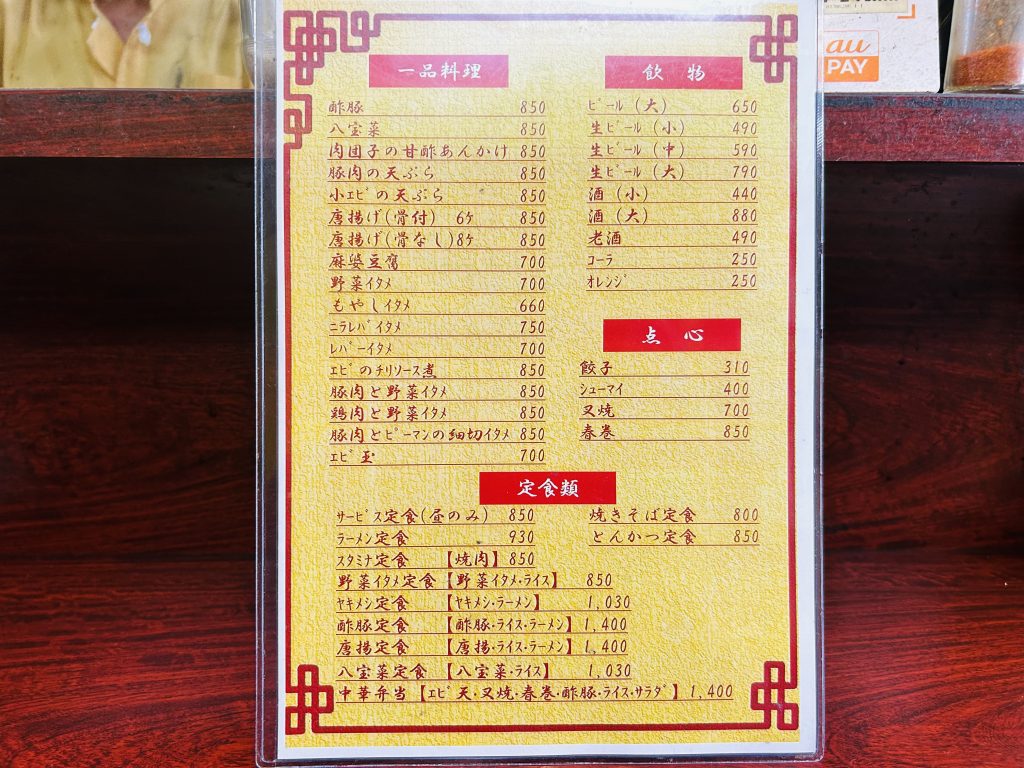 au
PAY
一品料理
酢豚 850
八宝菜 850
肉団子の甘酢あんかけ 850
豚肉の天ぷら 850
小エビの天ぷら 850
唐揚げ(骨付) 6ケ 850
唐揚げ(骨なし)8ケ 850
麻婆豆腐 700
野菜イタメ 700
もやしイタメ 660
ニラレバイタメ 750
レバーイタメ 700
エビのチリソース煮 850
豚肉と野菜イタメ 850
鶏肉と野菜イタメ 850
豚肉とピーマンの細切イタメ 850
エビ玉 700
飲 物
ビール(大) 650
生ビール(小) 490
生ビール(中) 590
生ビール(大) 790
酒(小) 440
酒(大) 880
老酒 490
コーラ 250
オレンジ 250
点 心
餃子 310
シューマイ 400
叉焼 700
春巻 850
定食類
サービス定食(昼のみ) 850
ラーメン定食 930
スタミナ定食 【焼肉】850
野菜イタメ定食【野菜イタメ・ライス】 850
ヤキメシ定食 【ヤキメシ・ラーメン】 1,030
酢豚定食 【酢豚・ライス・ラーメン】1,400
唐揚定食 【唐揚・ライス・ラーメン】1,400
八宝菜定食 【八宝菜・ライス】 1,030
中華弁当【エビ天・叉焼・春巻・酢豚・ライス・サラダ】1,400
焼きそば定食 800
とんかつ定食 850